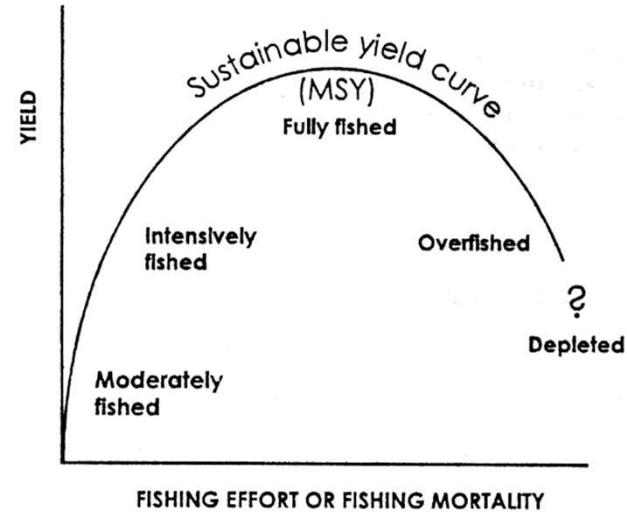 Sustainable yield curve
(MSY)
Fully fished
YIELD
Intensively
fished
Overfished
?
Depleted
Moderately
fished
FISHING EFFORT OR FISHING MORTALITY